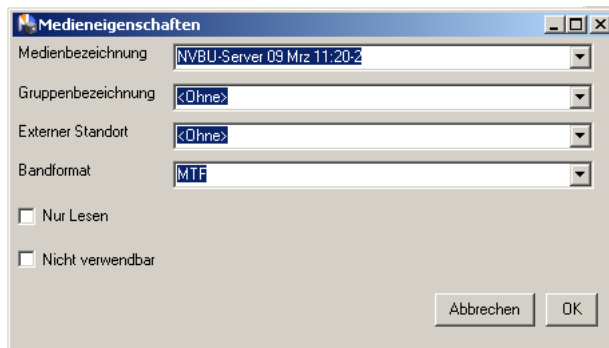 Medieneigenschaften
Medienbezeichnung NVBU-Server 09 Mrz 11:20-2
Gruppenbezeichnung <Ohne>
Externer Standort <Ohne>
Bandformat MTF
Nur Lesen
Nicht verwendbar
Abbrechen OK